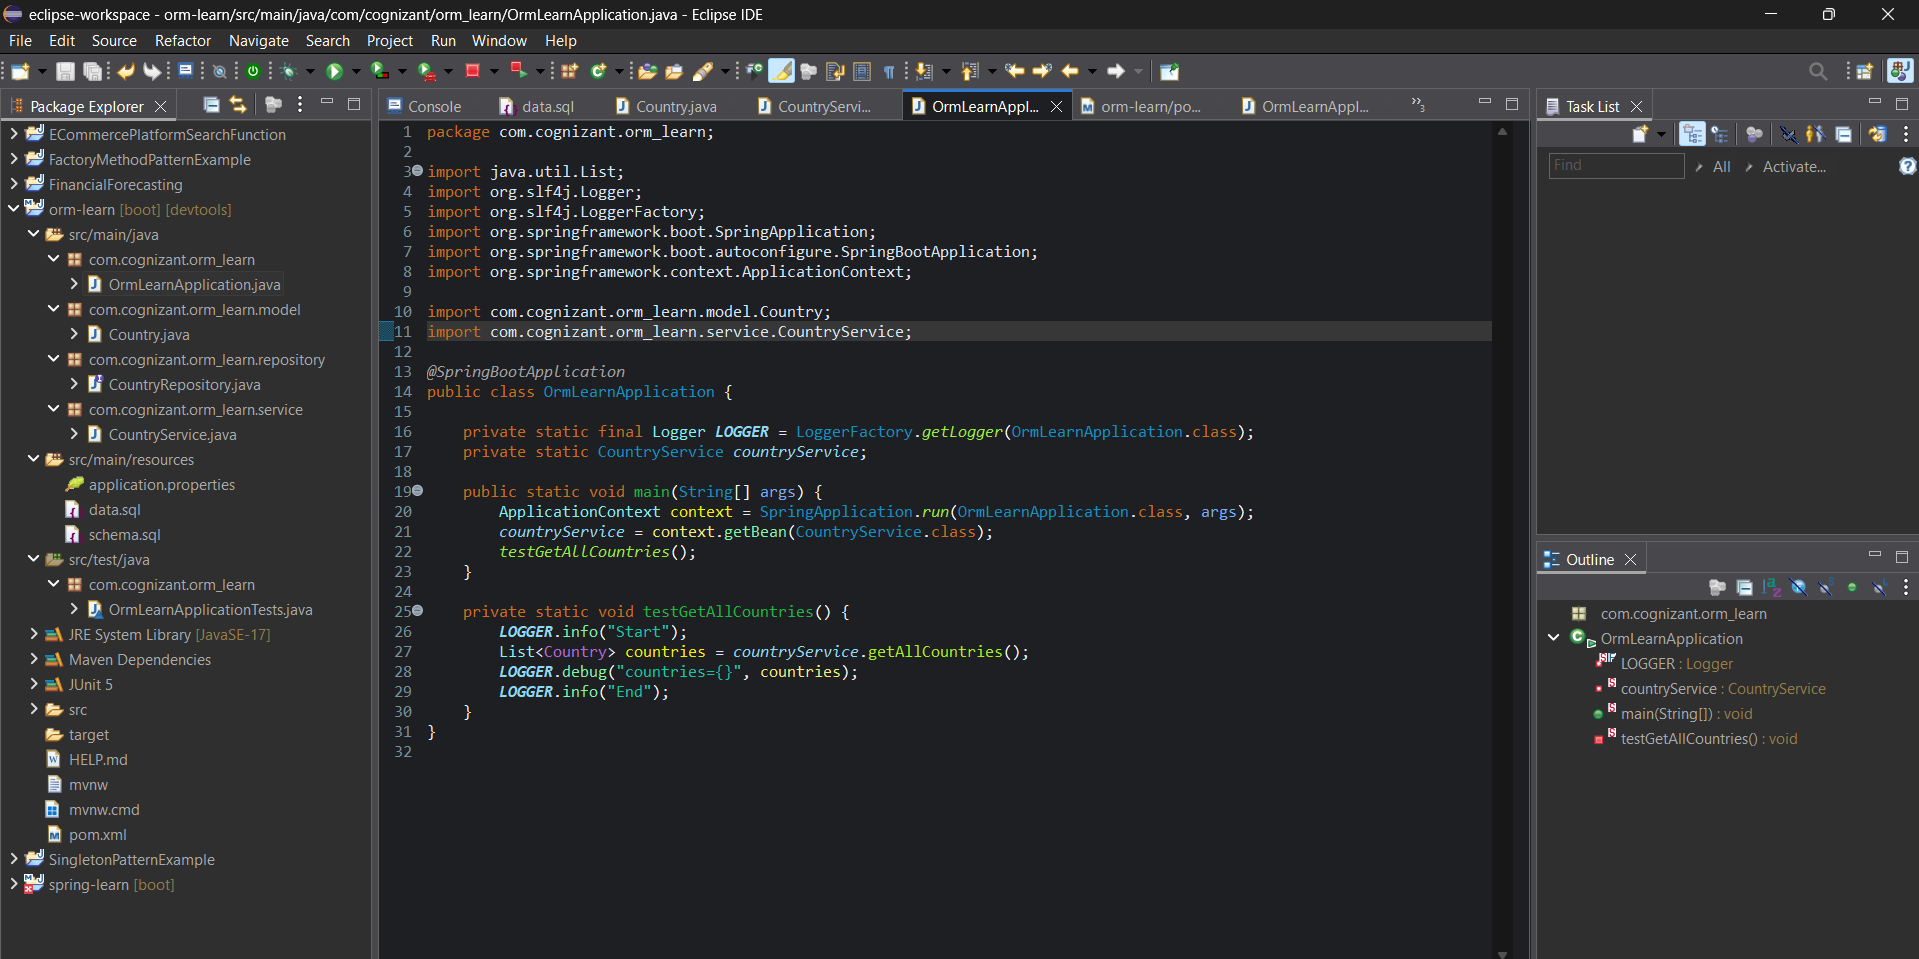 eclipse-workspace - orm-learn/src/main/java/com/cognizant/orm_learn/OrmLearnApplication.java - Eclipse IDE
File Edit Source Refactor Navigate Search Project Run Window Help
Package Explorer
ECommercePlatformSearchFunction
FactoryMethodPatternExample
FinancialForecasting
orm-learn [boot] [devtools]
src/main/java
com.cognizant.orm_learn
OrmLearnApplication.java
com.cognizant.orm_learn.model
Country.java
com.cognizant.orm_learn.repository
CountryRepository.java
com.cognizant.orm_learn.service
CountryService.java
src/main/resources
application.properties
data.sql
schema.sql
src/test/java
com.cognizant.orm_learn
OrmLearnApplicationTests.java
JRE System Library [JavaSE-17]
Maven Dependencies
JUnit 5
src
target
HELP.md
mvnw
mvnw.cmd
pom.xml
SingletonPatternExample
spring-learn [boot]
Console data.sql Country.java CountryServi... OrmLearnAppl... orm-learn/po... OrmLearnAppl... »3
1 package com.cognizant.orm_learn;
2
3 import java.util.List;
4 import org.slf4j.Logger;
5 import org.slf4j.LoggerFactory;
6 import org.springframework.boot.SpringApplication;
7 import org.springframework.boot.autoconfigure.SpringBootApplication;
8 import org.springframework.context.ApplicationContext;
9
10 import com.cognizant.orm_learn.model.Country;
11 import com.cognizant.orm_learn.service.CountryService;
12
13 @SpringBootApplication
14 public class OrmLearnApplication {
15
16 private static final Logger LOGGER = LoggerFactory.getLogger(OrmLearnApplication.class);
17 private static CountryService countryService;
18
19 public static void main(String[] args) {
20 ApplicationContext context = SpringApplication.run(OrmLearnApplication.class, args);
21 countryService = context.getBean(CountryService.class);
22 testGetAllCountries();
23 }
24
25 private static void testGetAllCountries() {
26 LOGGER.info("Start");
27 List<Country> countries = countryService.getAllCountries();
28 LOGGER.debug("countries={}", countries);
29 LOGGER.info("End");
30 }
31 }
32
Task List
Find All Activate...
Outline
com.cognizant.orm_learn
OrmLearnApplication
LOGGER : Logger
countryService : CountryService
main(String[]) : void
testGetAllCountries() : void